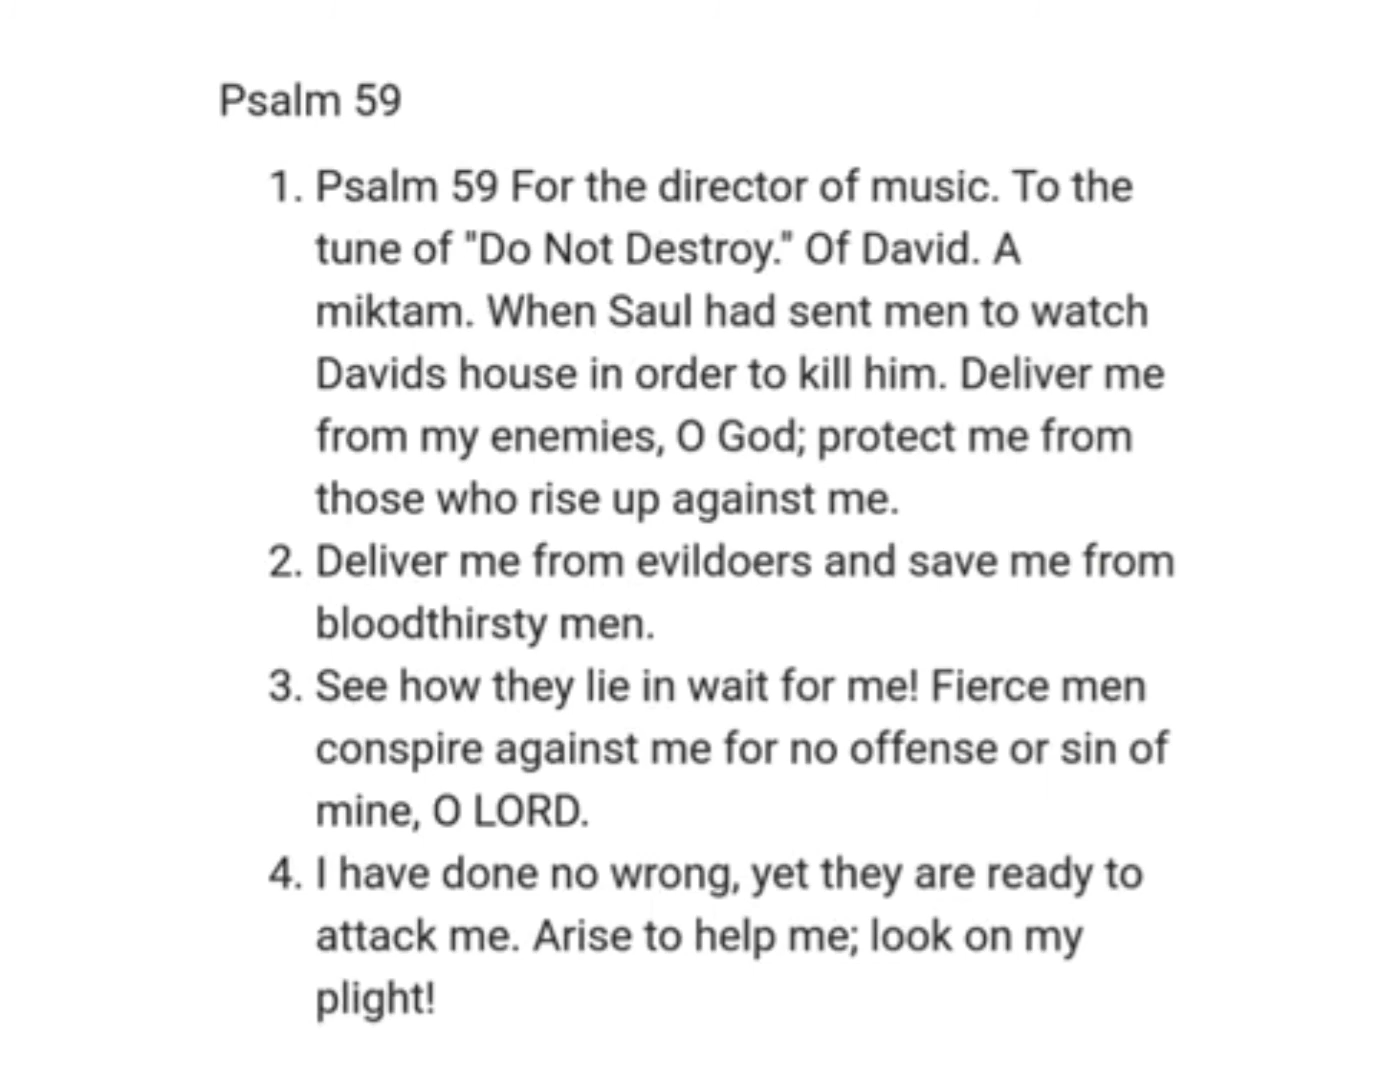 Psalm 59
1. Psalm 59 For the director of music. To the
tune of "Do Not Destroy." Of David. A
miktam. When Saul had sent men to watch
Davids house in order to kill him. Deliver me
from my enemies, O God; protect me from
those who rise up against me.
2. Deliver me from evildoers and save me from
bloodthirsty men.
3. See how they lie in wait for me! Fierce men
conspire against me for no offense or sin of
mine, O LORD.
4. I have done no wrong, yet they are ready to
attack me. Arise to help me; look on my
plight!